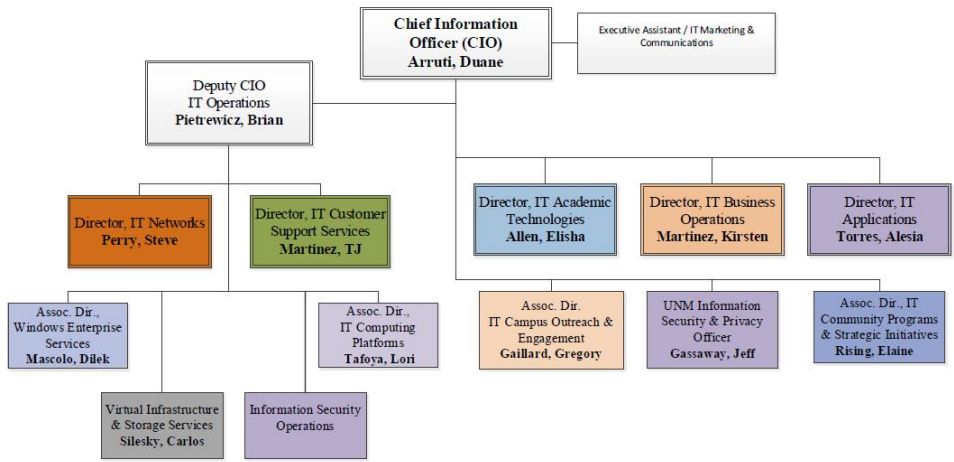 Chief Information
Officer (CIO)
Arruti, Duane
Executive Assistant / IT Marketing &
Communications
Deputy CIO
IT Operations
Pietrewicz, Brian
Director, IT Networks
Perry, Steve
Director, IT Customer
Support Services
Martinez, TJ
Director, IT Academic
Technologies
Allen, Elisha
Director, IT Business
Operations
Martinez, Kirsten
Director, IT
Applications
Torres, Alesia
Assoc. Dir.,
Windows Enterprise
Services
Mascolo, Dilek
Assoc. Dir.,
IT Computing
Platforms
Tafoya, Lori
Assoc. Dir.
IT Campus Outreach &
Engagement
Gaillard, Gregory
UNM Information
Security & Privacy
Officer
Gassaway, Jeff
Assoc. Dir., IT
Community Programs
& Strategic Initiatives
Rising, Elaine
Virtual Infrastructure
& Storage Services
Silesky, Carlos
Information Security
Operations